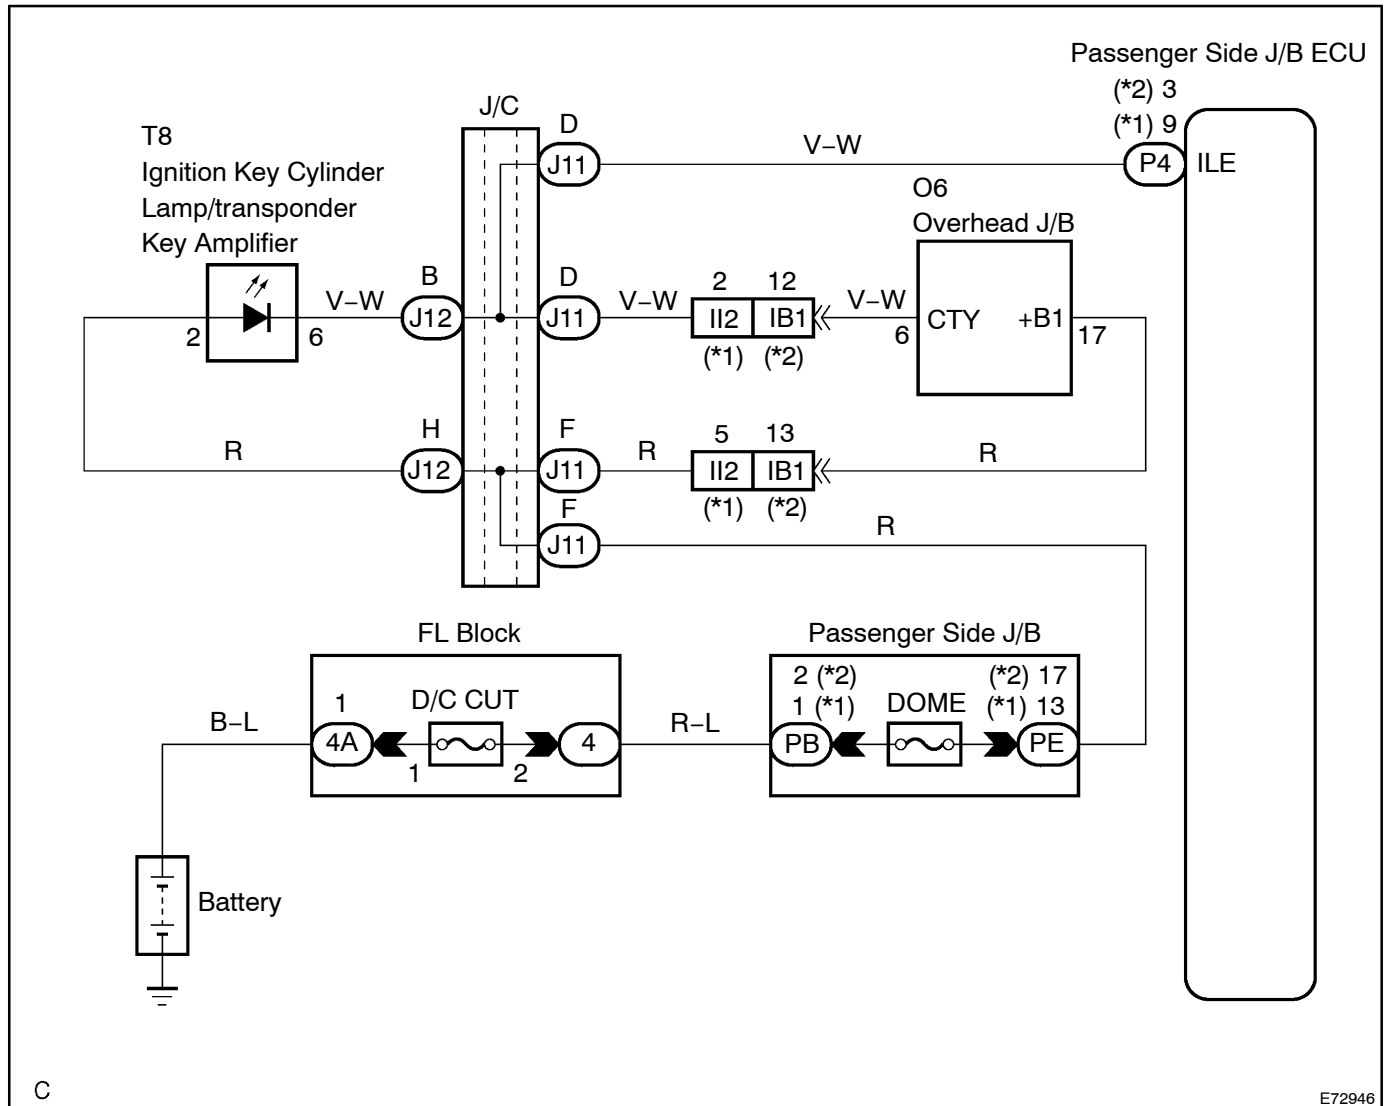 Passenger Side J/B ECU
(*2) 3
(*1) 9
P4
ILE
J/C
D
J11
V–W
T8
Ignition Key Cylinder
Lamp/transponder
Key Amplifier
O6
Overhead J/B
2
6
V–W
B
J12
D
J11
V–W
2 12
II2 IB1
(*1) (*2)
V–W
6
CTY +B1
17
R
H
J12
F
J11
R
5 13
II2 IB1
(*1) (*2)
R
F
J11
R
FL Block
Passenger Side J/B
1
D/C CUT
4A
1
2
4
B–L
R–L
2 (*2)
1 (*1)
PB
DOME
(*2) 17
(*1) 13
PE
Battery
C
E72946